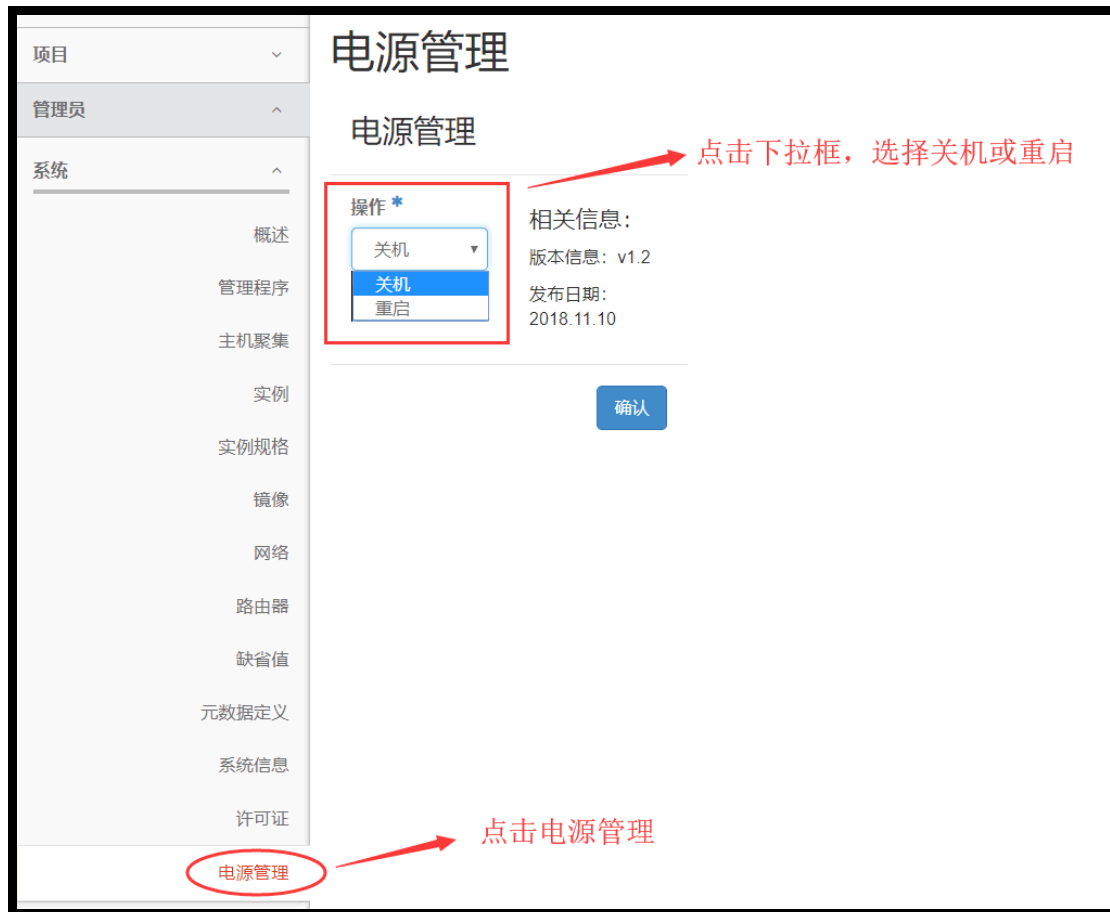 项目
管理员
系统
概述
管理程序
主机聚集
实例
实例规格
镜像
网络
路由器
缺省值
元数据定义
系统信息
许可证
电源管理
电源管理
电源管理
点击下拉框，选择关机或重启
操作 *
关机
关机
重启
相关信息：
版本信息：v1.2
发布日期：
2018.11.10
确认
点击电源管理